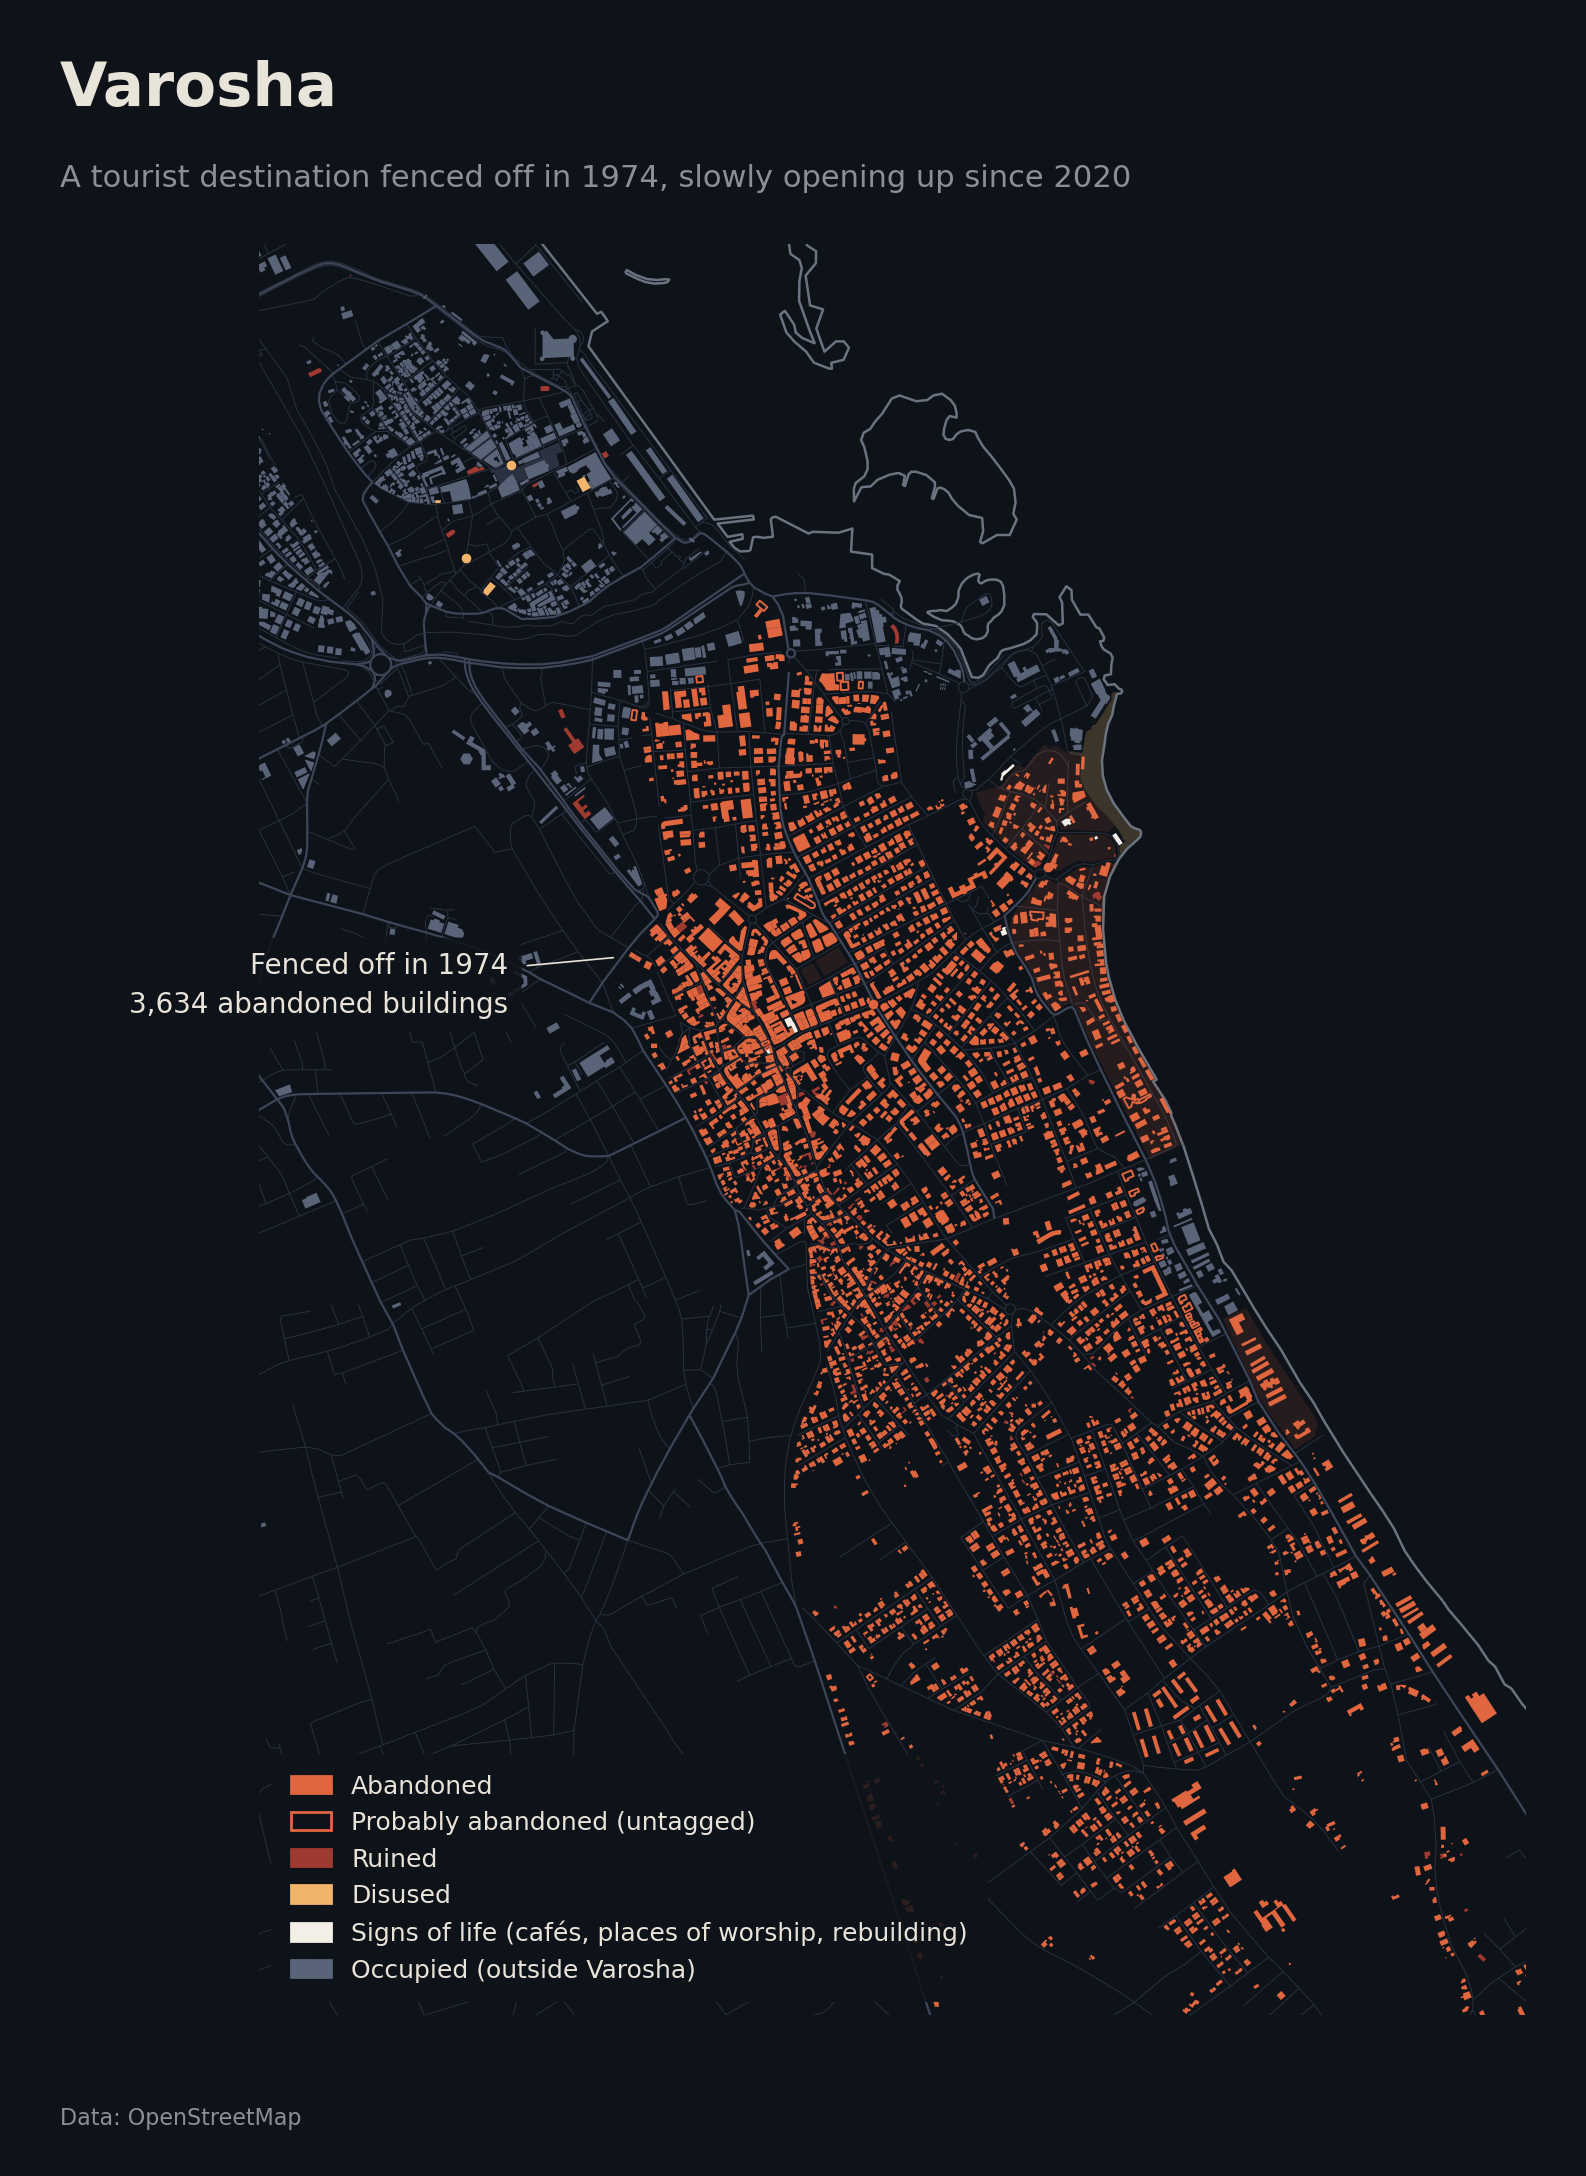 Varosha
A tourist destination fenced off in 1974, slowly opening up since 2020
Fenced off in 1974
3,634 abandoned buildings
Abandoned
Probably abandoned (untagged)
Ruined
Disused
Signs of life (cafés, places of worship, rebuilding)
Occupied (outside Varosha)
Data: OpenStreetMap